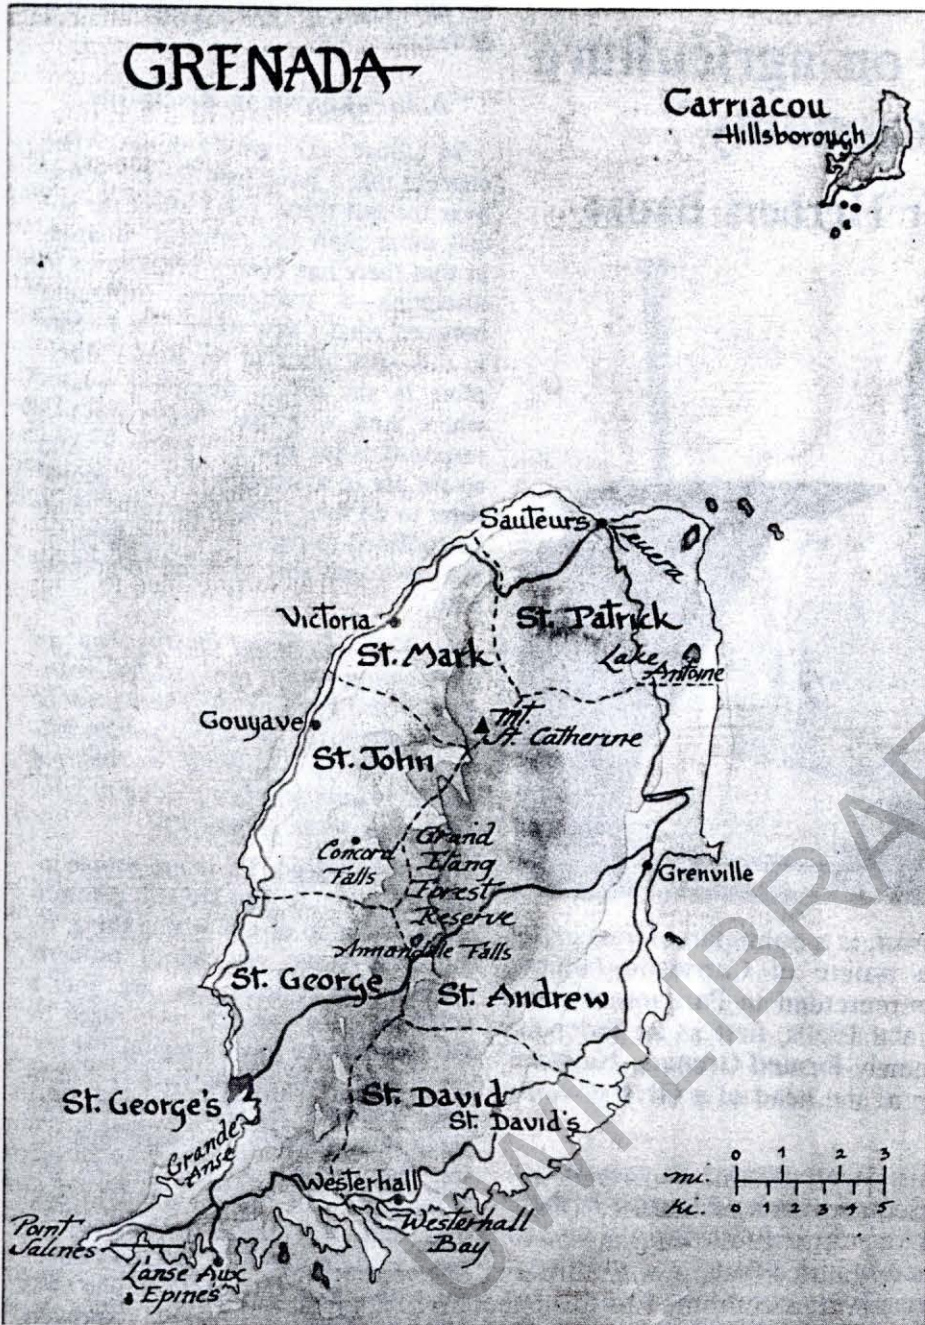 GRENADA
Carriacou
Hillsborough
Sauteurs
Levera
Victoria
St. Patrick
St. Mark
Lake
Antoine
Gouyave
Mt.
St. Catherine
St. John
Concord
Falls
Grand
Etang
Forest
Reserve
Grenville
Annandale Falls
St. George
St. Andrew
St. George's
St. David
St. David's
Grande
Anse
Westerhall
Westerhall
Bay
Point
Salines
Lanse Aux
Epines
mi.
0 1 2 3
Ki.
0 1 2 3 4 5
UWI LIBRAR